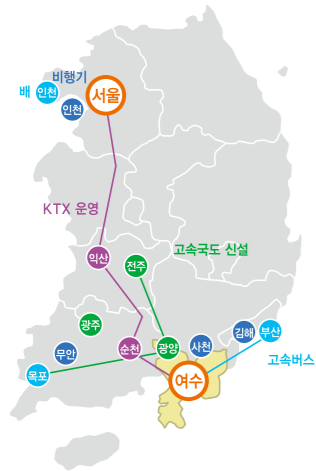 비행기
배 인천 서울
인천
KTX 운영
고속국도 신설
익산 전주
광주
순천 광양 사천 김해 부산
무안
고속버스
목포 여수